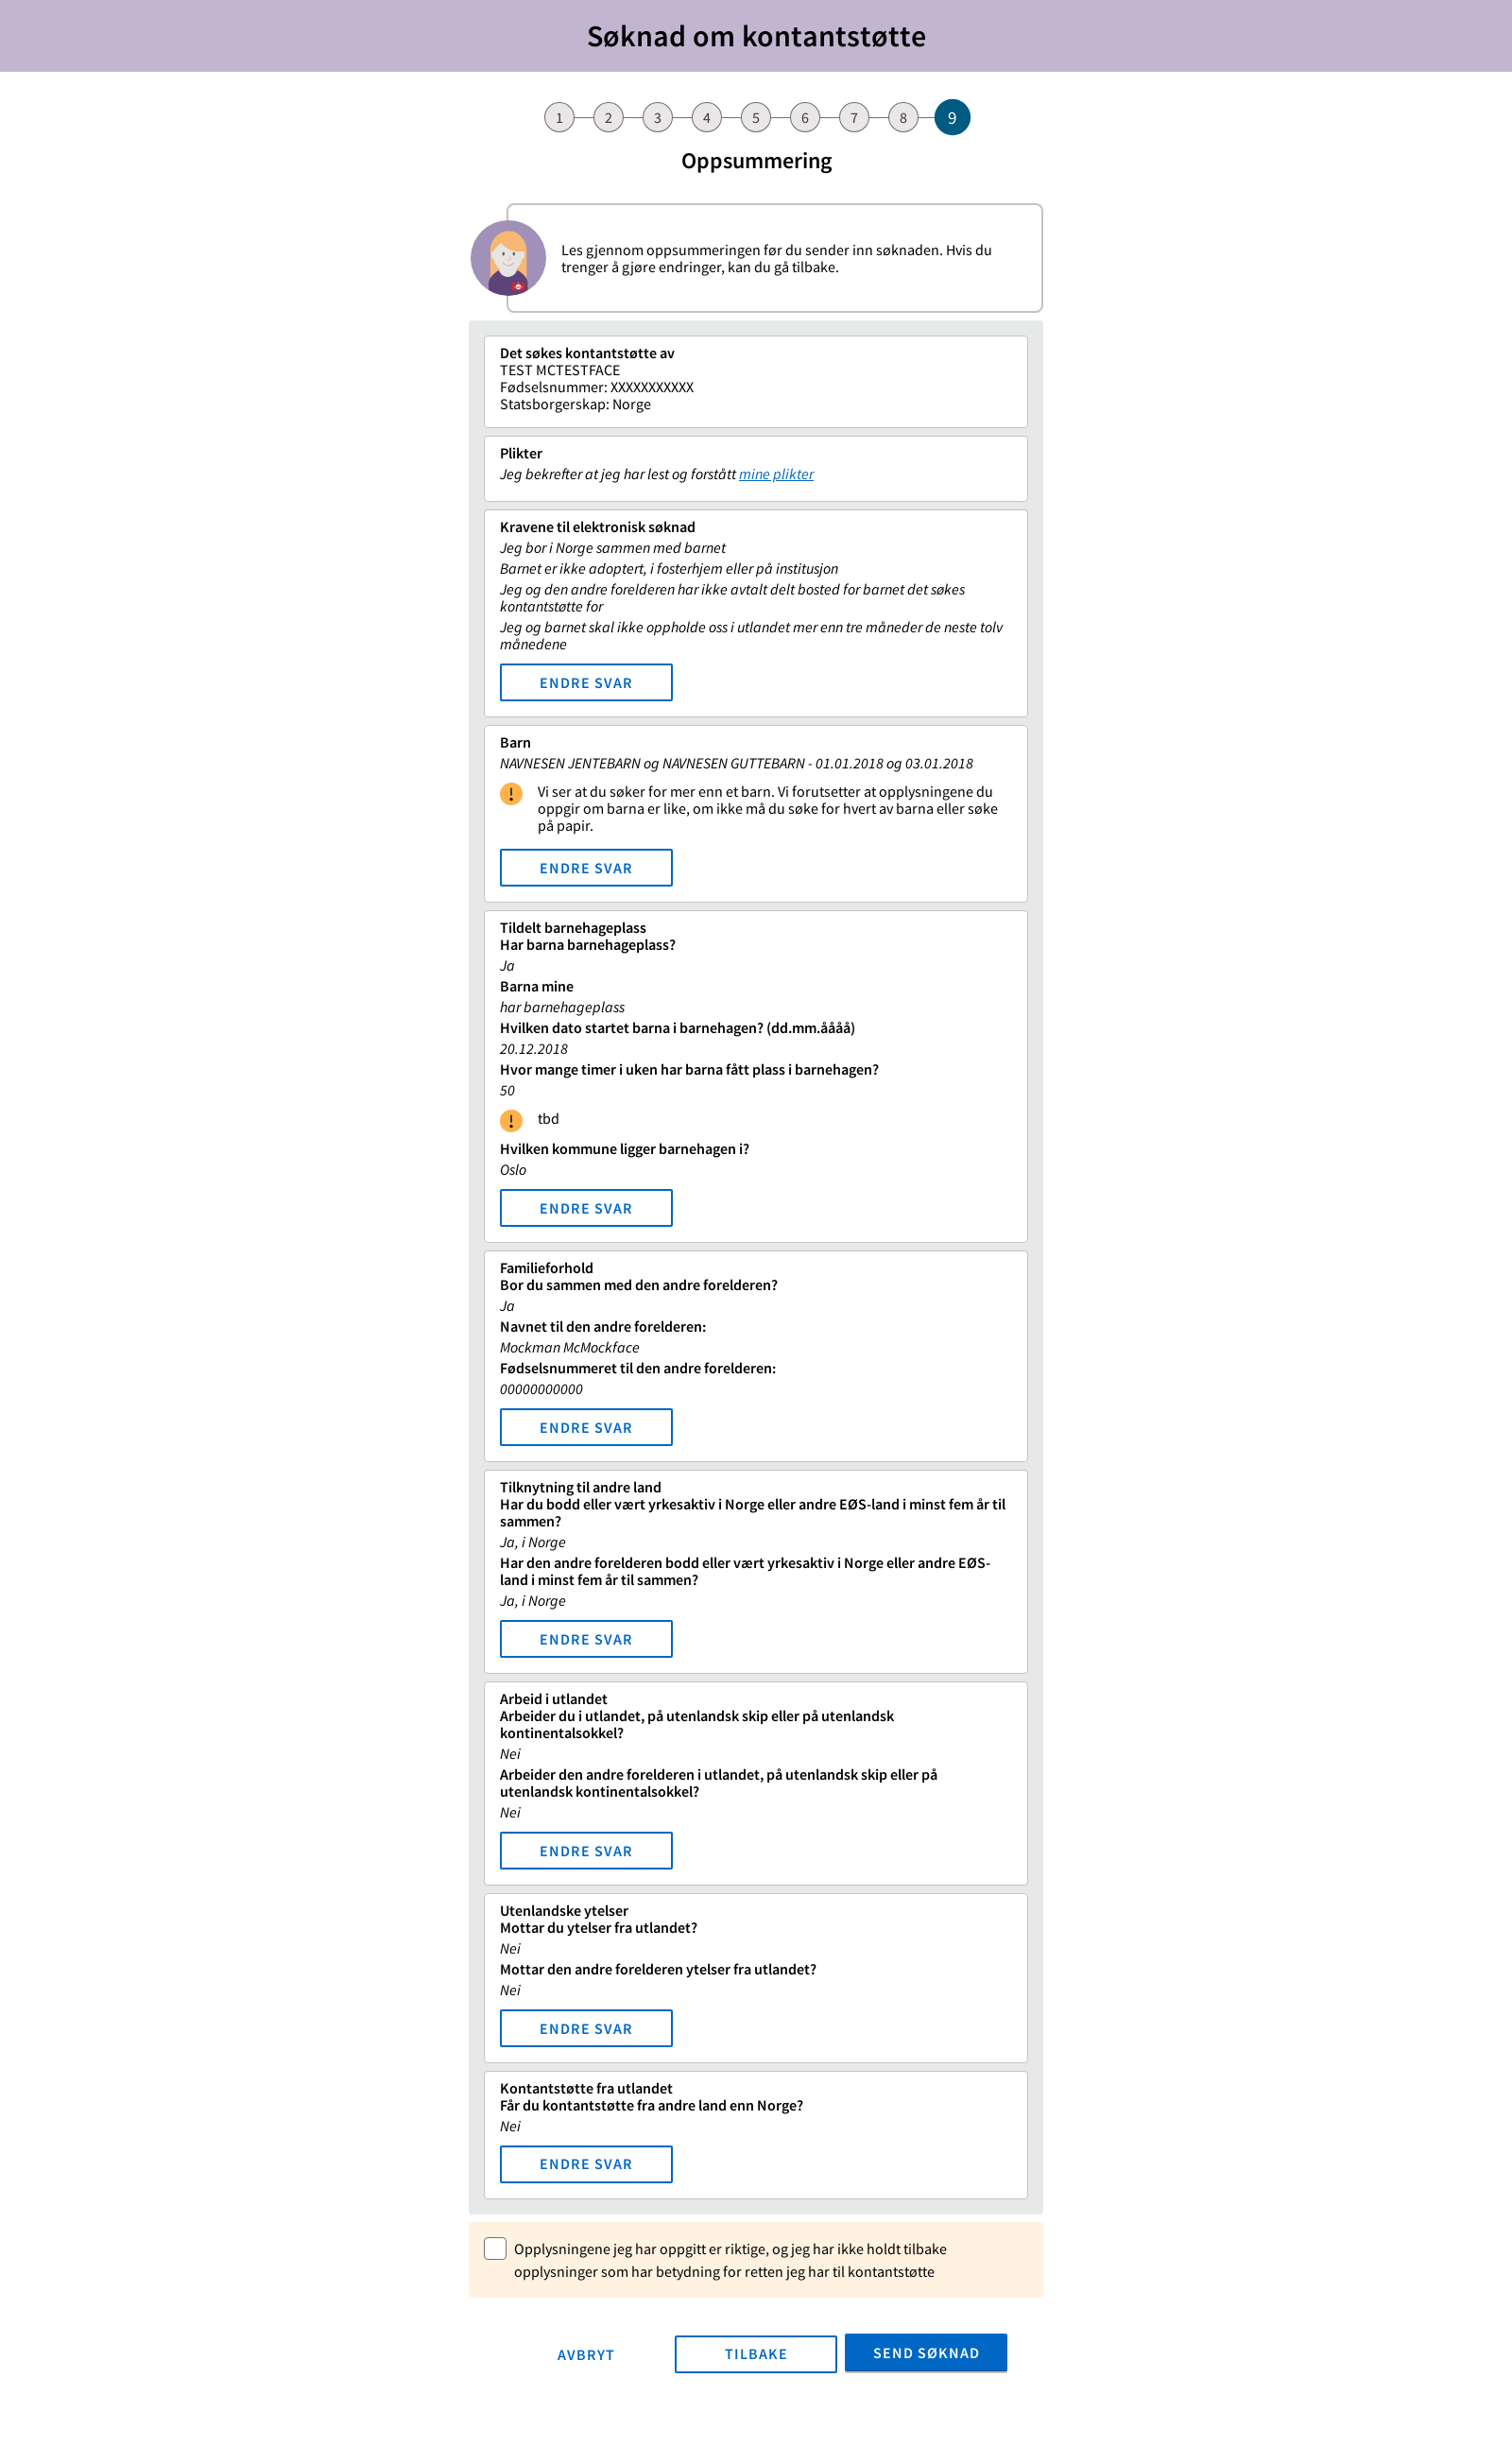 Søknad om kontantstøtte
1 2 3 4 5 6 7 8 9
Oppsummering
Les gjennom oppsummeringen før du sender inn søknaden. Hvis du
trenger å gjøre endringer, kan du gå tilbake.
Det søkes kontantstøtte av
TEST MCTESTFACE
Fødselsnummer: XXXXXXXXXXX
Statsborgerskap: Norge
Plikter
Jeg bekrefter at jeg har lest og forstått mine plikter
Kravene til elektronisk søknad
Jeg bor i Norge sammen med barnet
Barnet er ikke adoptert, i fosterhjem eller på institusjon
Jeg og den andre forelderen har ikke avtalt delt bosted for barnet det søkes
kontantstøtte for
Jeg og barnet skal ikke oppholde oss i utlandet mer enn tre måneder de neste tolv
månedene
ENDRE SVAR
Barn
NAVNESEN JENTEBARN og NAVNESEN GUTTEBARN - 01.01.2018 og 03.01.2018
Vi ser at du søker for mer enn et barn. Vi forutsetter at opplysningene du
oppgir om barna er like, om ikke må du søke for hvert av barna eller søke
på papir.
ENDRE SVAR
Tildelt barnehageplass
Har barna barnehageplass?
Ja
Barna mine
har barnehageplass
Hvilken dato startet barna i barnehagen? (dd.mm.åååå)
20.12.2018
Hvor mange timer i uken har barna fått plass i barnehagen?
50
tbd
Hvilken kommune ligger barnehagen i?
Oslo
ENDRE SVAR
Familieforhold
Bor du sammen med den andre forelderen?
Ja
Navnet til den andre forelderen:
Mockman McMockface
Fødselsnummeret til den andre forelderen:
00000000000
ENDRE SVAR
Tilknytning til andre land
Har du bodd eller vært yrkesaktiv i Norge eller andre EØS-land i minst fem år til
sammen?
Ja, i Norge
Har den andre forelderen bodd eller vært yrkesaktiv i Norge eller andre EØS-
land i minst fem år til sammen?
Ja, i Norge
ENDRE SVAR
Arbeid i utlandet
Arbeider du i utlandet, på utenlandsk skip eller på utenlandsk
kontinentalsokkel?
Nei
Arbeider den andre forelderen i utlandet, på utenlandsk skip eller på
utenlandsk kontinentalsokkel?
Nei
ENDRE SVAR
Utenlandske ytelser
Mottar du ytelser fra utlandet?
Nei
Mottar den andre forelderen ytelser fra utlandet?
Nei
ENDRE SVAR
Kontantstøtte fra utlandet
Får du kontantstøtte fra andre land enn Norge?
Nei
ENDRE SVAR
Opplysningene jeg har oppgitt er riktige, og jeg har ikke holdt tilbake
opplysninger som har betydning for retten jeg har til kontantstøtte
AVBRYT TILBAKE SEND SØKNAD